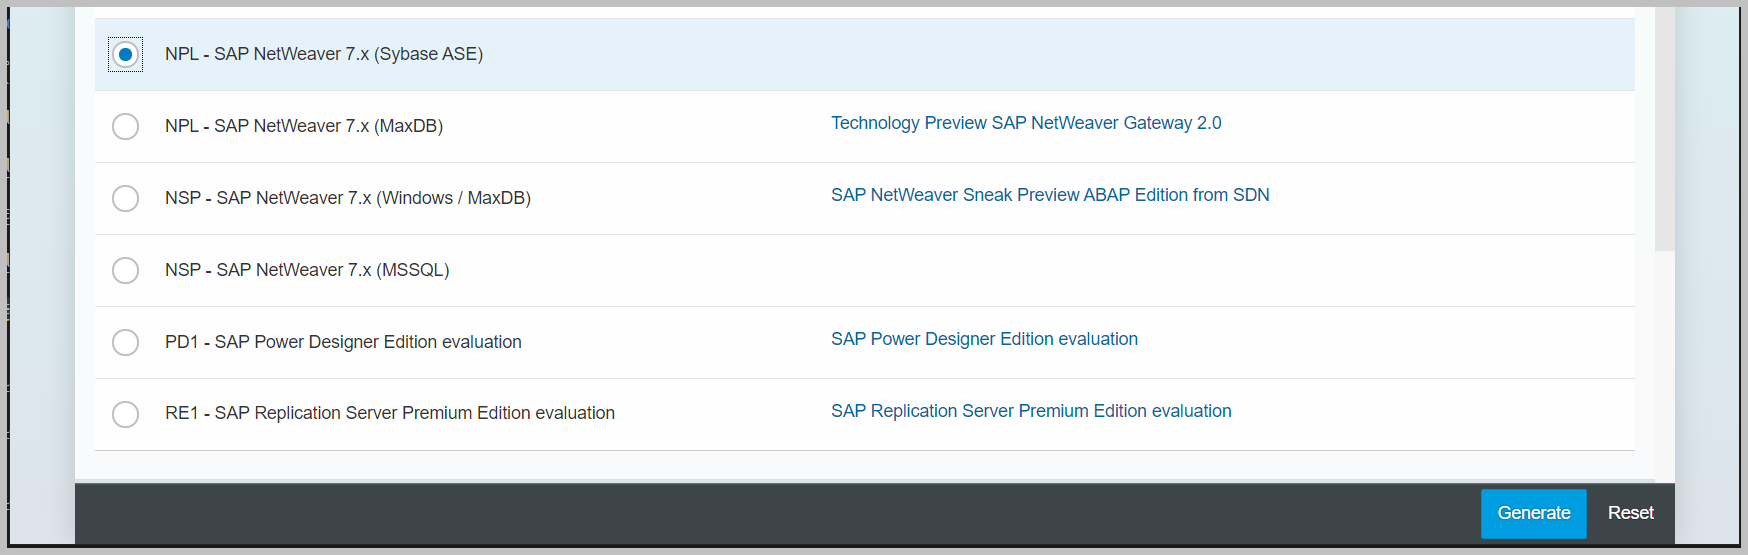 NPL - SAP NetWeaver 7.x (Sybase ASE)
NPL - SAP NetWeaver 7.x (MaxDB) Technology Preview SAP NetWeaver Gateway 2.0
NSP - SAP NetWeaver 7.x (Windows / MaxDB) SAP NetWeaver Sneak Preview ABAP Edition from SDN
NSP - SAP NetWeaver 7.x (MSSQL)
PD1 - SAP Power Designer Edition evaluation SAP Power Designer Edition evaluation
RE1 - SAP Replication Server Premium Edition evaluation SAP Replication Server Premium Edition evaluation
Generate Reset